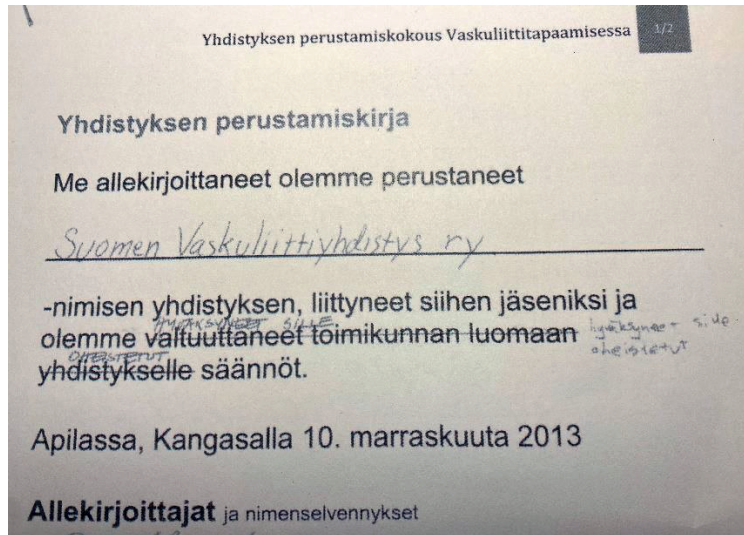 Yhdistyksen perustamiskokous Vaskuliittitapaamisessa 1/2
Yhdistyksen perustamiskirja
Me allekirjoittaneet olemme perustaneet
Suomen Vaskuliittiyhdistys ry
-nimisen yhdistyksen, liittyneet siihen jäseniksi ja
HYVÄKSYNEET SILLE
olemme valtuuttaneet toimikunnan luomaan hyväksyneet sille
OHEISTETUT oheistetut
yhdistykselle säännöt.
Apilassa, Kangasalla 10. marraskuuta 2013
Allekirjoittajat ja nimenselvennykset